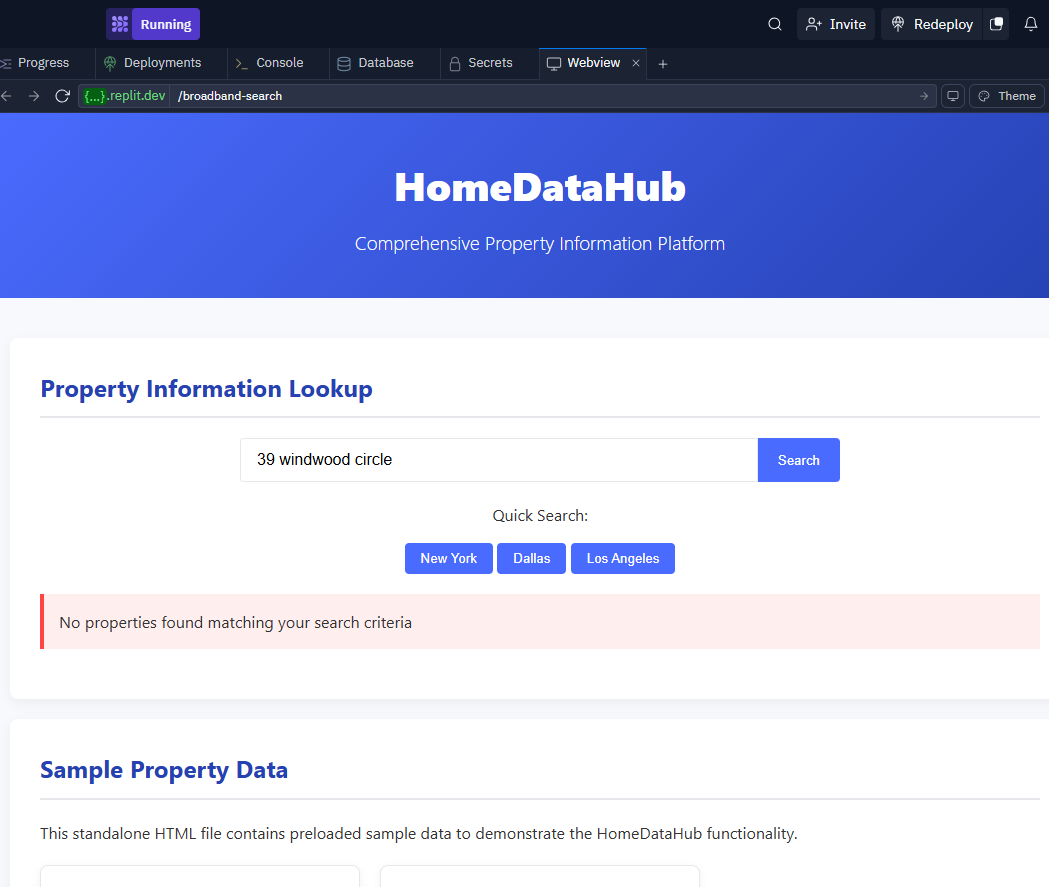 Running
Invite
Redeploy
Progress
Deployments
Console
Database
Secrets
Webview
{...}.replit.dev /broadband-search
Theme
HomeDataHub
Comprehensive Property Information Platform
Property Information Lookup
39 windwood circle
Search
Quick Search:
New York
Dallas
Los Angeles
No properties found matching your search criteria
Sample Property Data
This standalone HTML file contains preloaded sample data to demonstrate the HomeDataHub functionality.